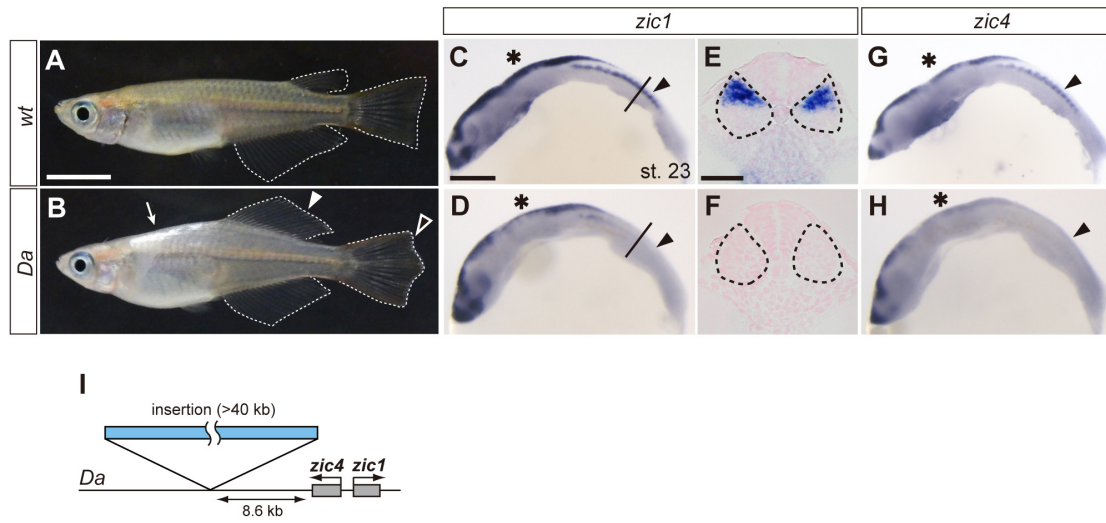 zic1
zic4
wt
A
C
*
st. 23
E
G
*
Da
B
D
*
F
H
*
I
insertion (>40 kb)
Da
zic4
zic1
8.6 kb